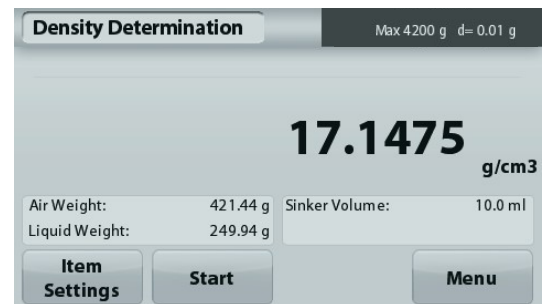 Density Determination
Max 4200 g d= 0.01 g
17.1475
g/cm3
Air Weight: 421.44 g
Liquid Weight: 249.94 g
Sinker Volume: 10.0 ml
Item Settings
Start
Menu